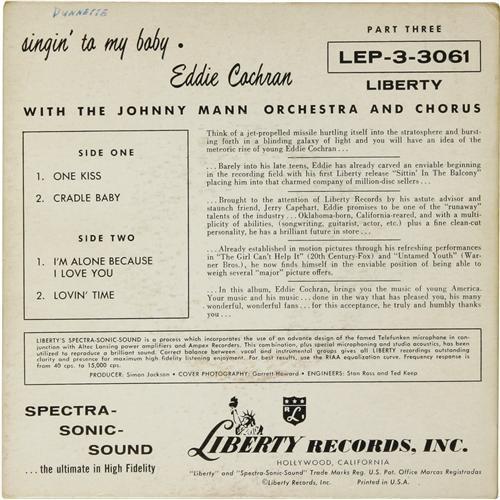 DUNNETTE
singin' to my baby •
Eddie Cochran
PART THREE
LEP-3-3061
LIBERTY
WITH THE JOHNNY MANN ORCHESTRA AND CHORUS
SIDE ONE
1. ONE KISS
2. CRADLE BABY
SIDE TWO
1. I'M ALONE BECAUSE
I LOVE YOU
2. LOVIN' TIME
Think of a jet-propelled missile hurtling itself into the stratosphere and burst-
ing forth in a blinding galaxy of light and you will have an idea of the
meteoric rise of young Eddie Cochran . . .
. . . Barely into his late teens, Eddie has already carved an enviable beginning
in the recording field with his first Liberty release "Sittin' In The Balcony"
placing him into that charmed company of million-disc sellers . . .
. . . Brought to the attention of Liberty Records by his astute advisor and
staunch friend, Jerry Capehart, Eddie promises to be one of the "runaway"
talents of the industry . . . Oklahoma-born, California-reared, and with a multi-
plicity of abilities, (songwriting, guitarist, actor, etc.) plus a fine clean-cut
personality, he has a brilliant future in store . . .
. . . Already established in motion pictures through his refreshing performances
in "The Girl Can't Help It" (20th Century-Fox) and "Untamed Youth" (War-
ner Bros.), he now finds himself in the enviable position of being able to
weigh several "major" picture offers.
. . . In this album, Eddie Cochran, brings you the music of young America.
Your music and his music . . . done in the way that has pleased you, his many
wonderful, wonderful fans . . . for this acceptance, he truly and humbly thanks
you . . .
LIBERTY'S SPECTRA-SONIC-SOUND is a process which incorporates the use of an advance design of the famed Telefunken microphone in con-
junction with Altec Lansing power amplifiers and Ampex Recorders. This combination, plus special microphoning and studio acoustics, has been
utilized to reproduce a brilliant sound. Correct balance between vocal and instrumental groups gives all LIBERTY recordings outstanding
clarity and presence for maximum high fidelity listening enjoyment. For best results, use the RIAA equalization curve. Frequency response is
from 40 cps. to 15,000 cps.
PRODUCER: Simon Jackson • COVER PHOTOGRAPHY: Garrett-Howard • ENGINEERS: Stan Ross and Ted Keep
SPECTRA-
SONIC-
SOUND
. . . the ultimate in High Fidelity
LIBERTY RECORDS, INC.
HOLLYWOOD, CALIFORNIA
"Liberty" and "Spectra-Sonic-Sound" Trade Marks Reg. U.S. Pat. Office Marcas Registradas
©Liberty Records, Inc. Printed in U.S.A.